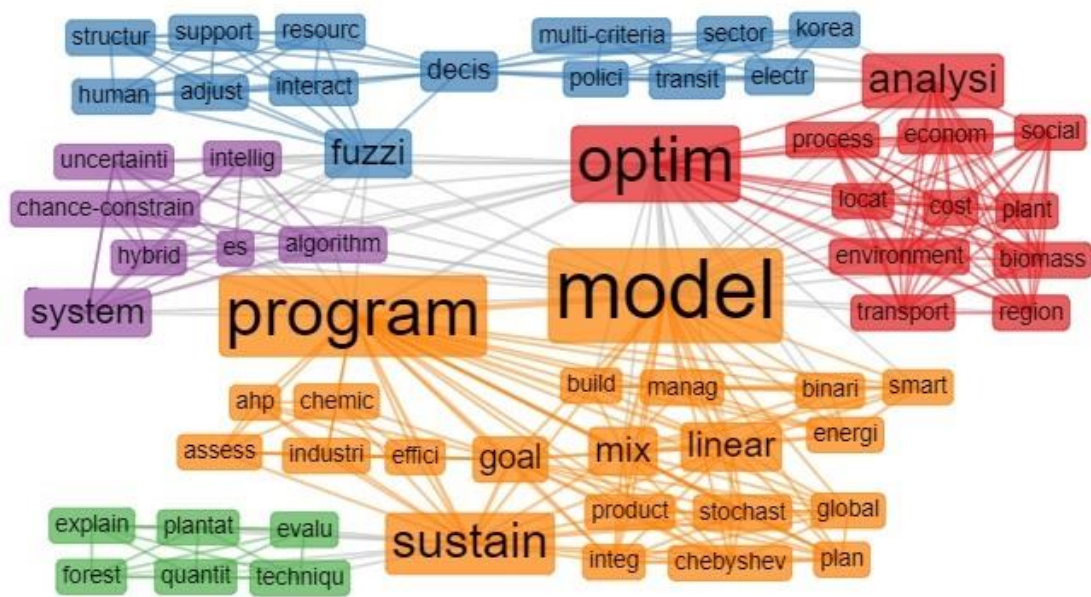 structur
support
resourc
human
adjust
interact
decis
fuzzi
multi-criteria
sector
korea
polici
transit
electr
analysi
optim
process
econom
social
locat
cost
plant
environment
biomass
transport
region
uncertainti
intellig
chance-constrain
hybrid
es
algorithm
system
program
model
build
manag
binari
smart
ahp
chemic
assess
industri
effici
goal
mix
linear
energi
product
stochast
global
sustain
integ
chebyshev
plan
explain
plantat
evalu
forest
quantit
techniqu